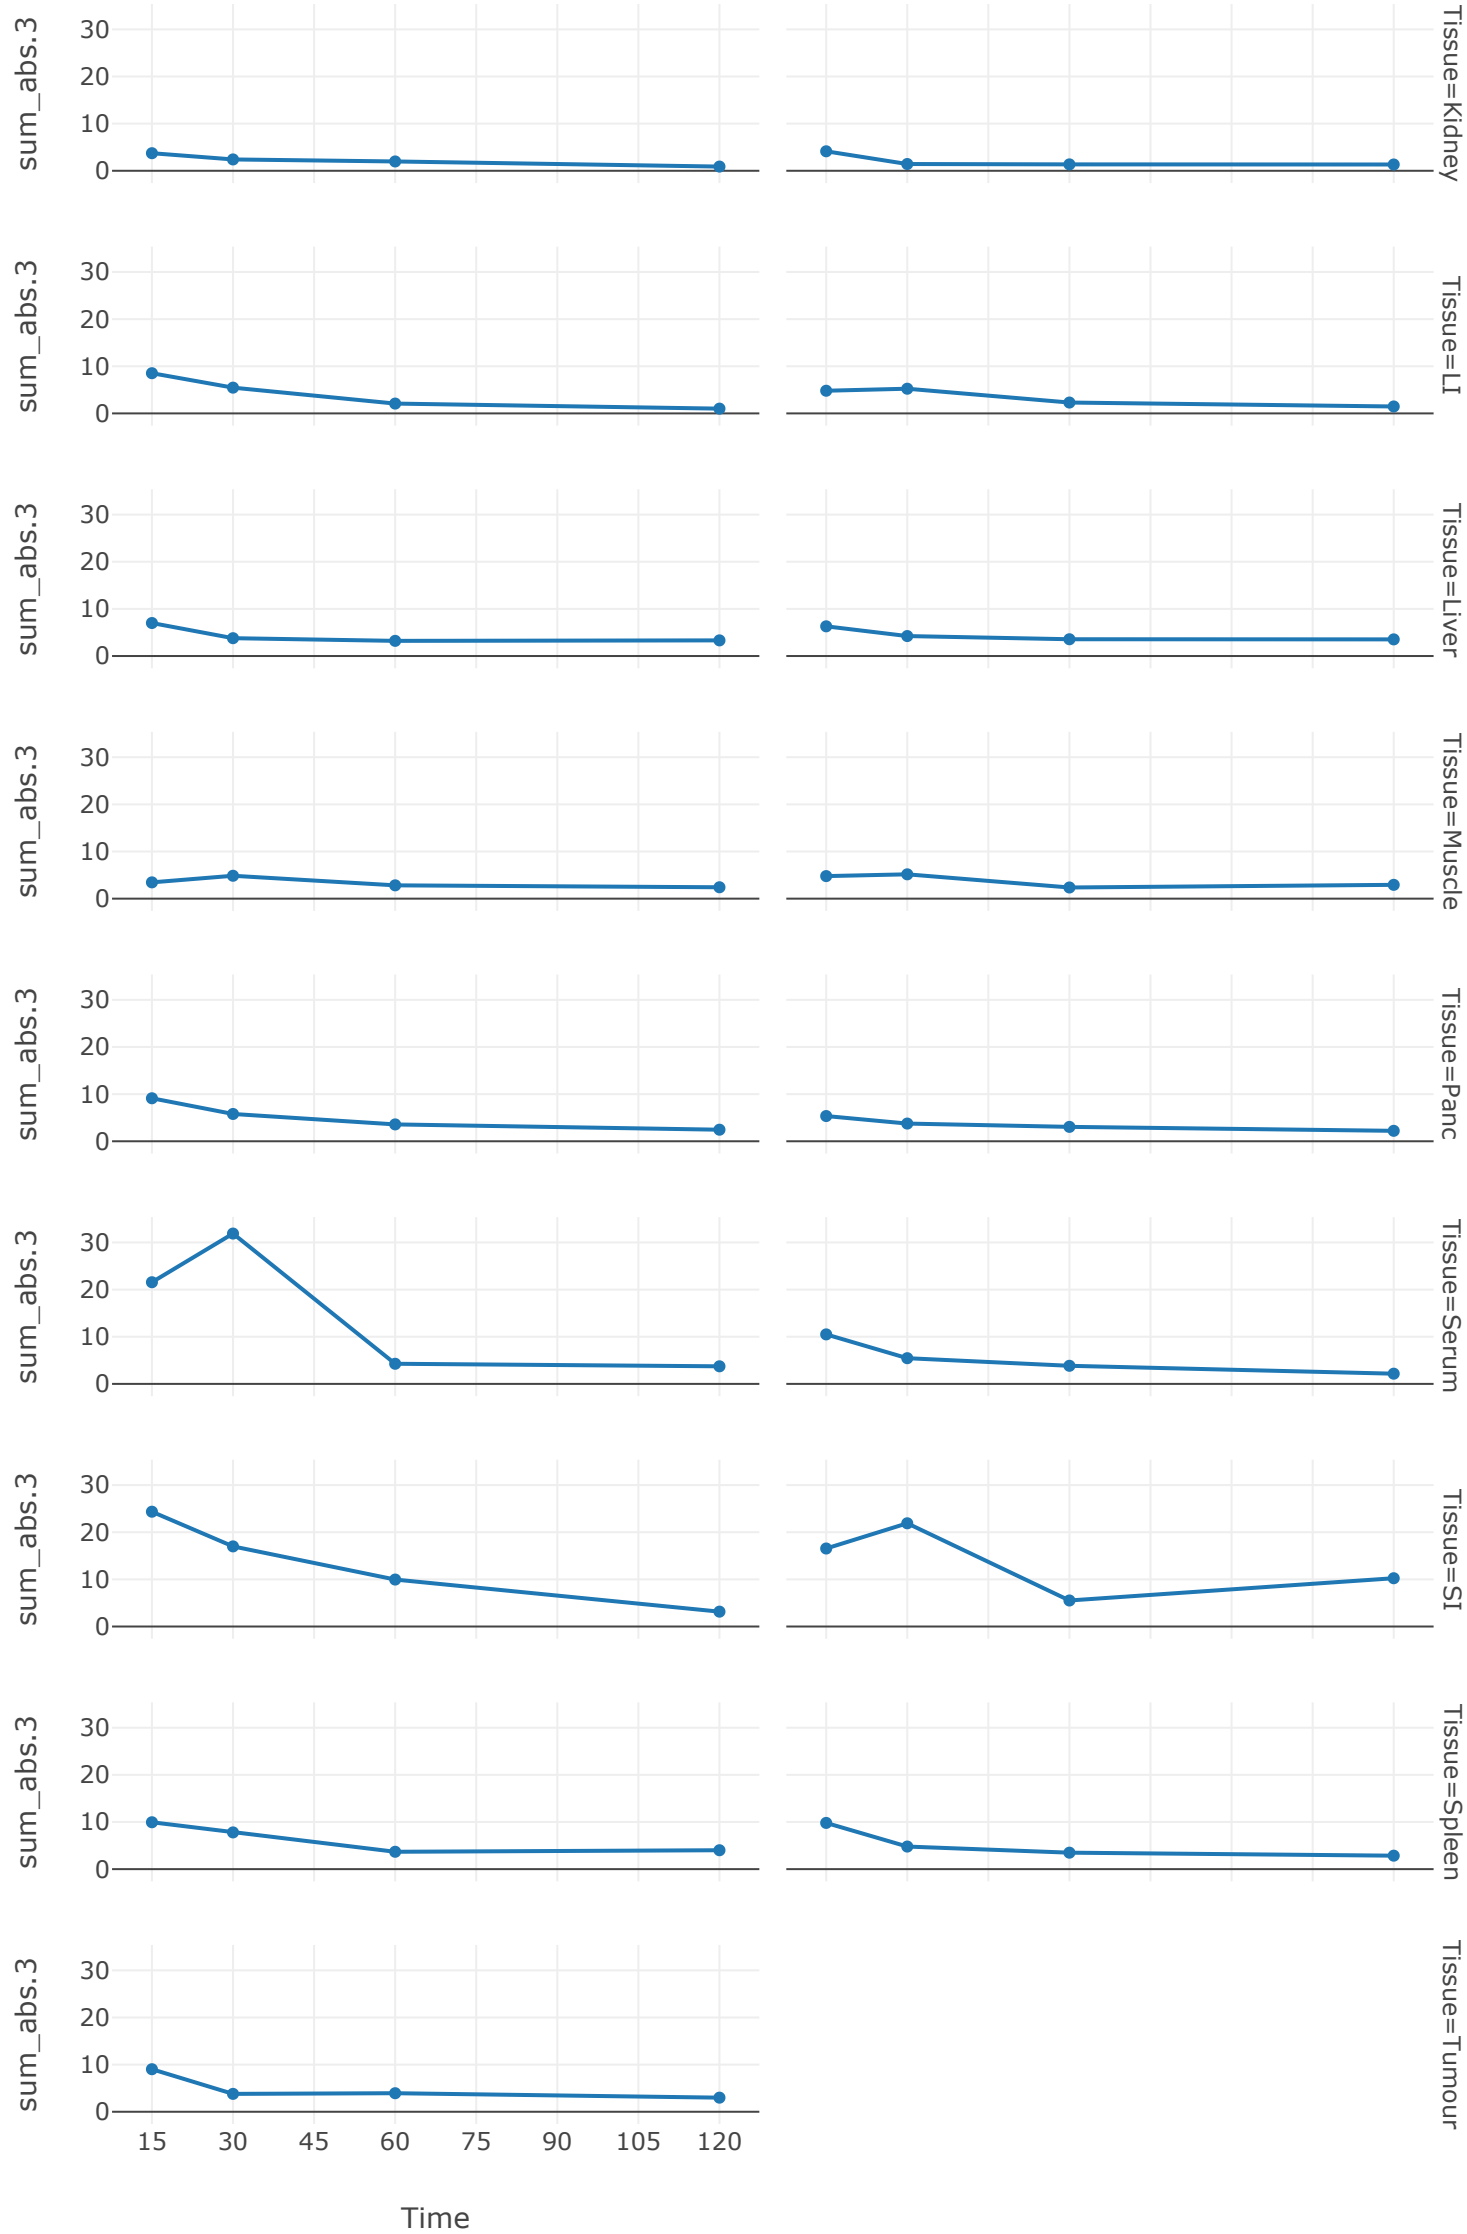 sum_abs.3
30
20
10
0
Tissue=Kidney
sum_abs.3
30
20
10
0
Tissue=LI
sum_abs.3
30
20
10
0
Tissue=Liver
sum_abs.3
30
20
10
0
Tissue=Muscle
sum_abs.3
30
20
10
0
Tissue=Panc
sum_abs.3
30
20
10
0
Tissue=Serum
sum_abs.3
30
20
10
0
Tissue=SI
sum_abs.3
30
20
10
0
Tissue=Spleen
sum_abs.3
30
20
10
0
Tissue=Tumour
15 30 45 60 75 90 105 120
Time